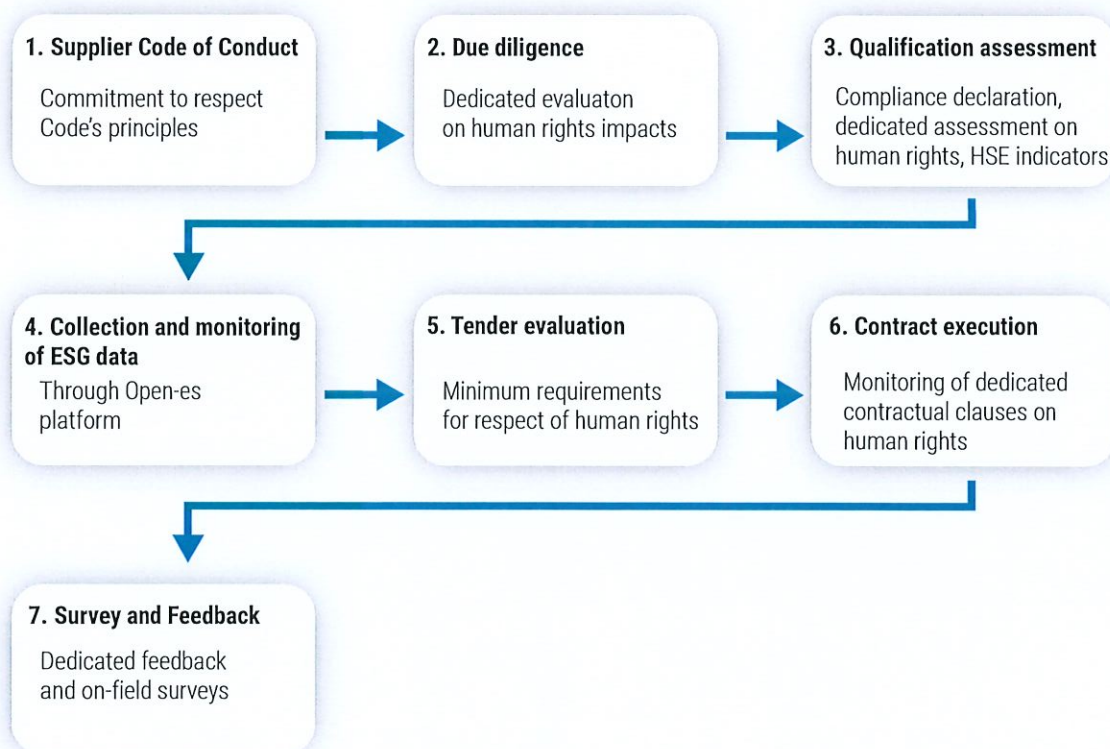 1. Supplier Code of Conduct
Commitment to respect
Code's principles
2. Due diligence
Dedicated evaluaton
on human rights impacts
3. Qualification assessment
Compliance declaration,
dedicated assessment on
human rights, HSE indicators
4. Collection and monitoring
of ESG data
Through Open-es
platform
5. Tender evaluation
Minimum requirements
for respect of human rights
6. Contract execution
Monitoring of dedicated
contractual clauses on
human rights
7. Survey and Feedback
Dedicated feedback
and on-field surveys